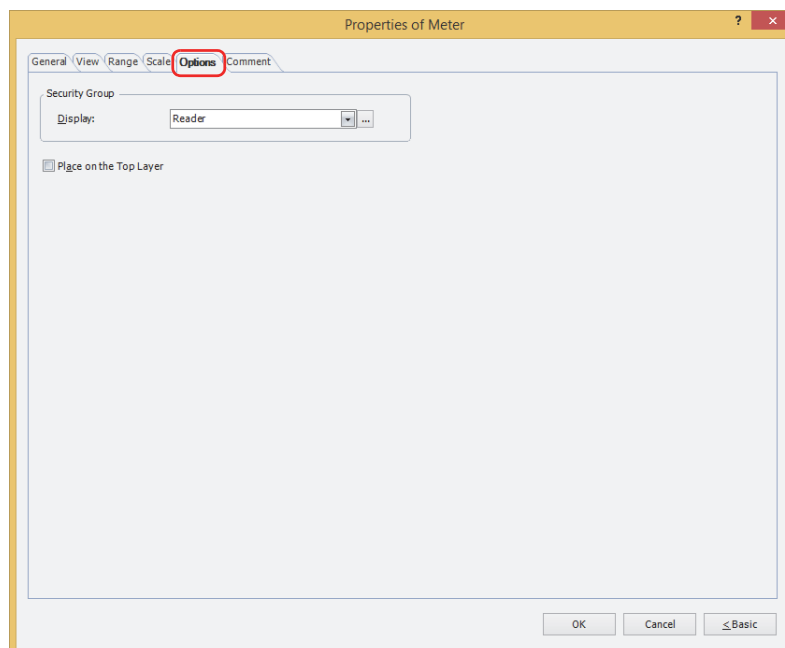 Properties of Meter ? ×
General View Range Scale Options Comment
Security Group
Display: Reader ...
Place on the Top Layer
OK Cancel < Basic